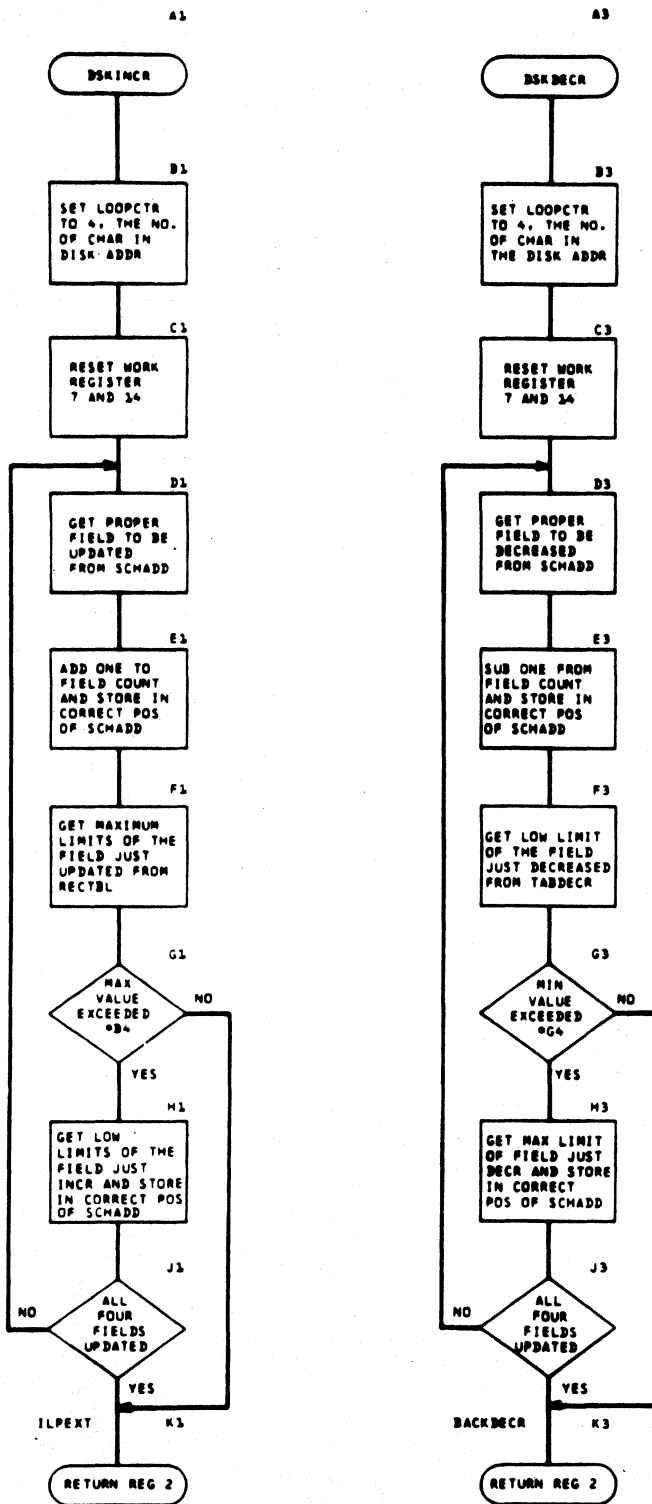 A1
DSKINCR
B1
SET LOOPCTR
TO 4, THE NO.
OF CHAR IN
DISK ADDR
C1
RESET WORK
REGISTER
7 AND 14
D1
GET PROPER
FIELD TO BE
UPDATED
FROM SCHADD
E1
ADD ONE TO
FIELD COUNT
AND STORE IN
CORRECT POS
OF SCHADD
F1
GET MAXIMUM
LIMITS OF THE
FIELD JUST
UPDATED FROM
RECTBL
G1
MAX
VALUE
EXCEEDED
*B4
NO
YES
H1
GET LOW
LIMITS OF THE
FIELD JUST
INCR AND STORE
IN CORRECT POS
OF SCHADD
J1
ALL
FOUR
FIELDS
UPDATED
NO
YES
ILPEXT
K1
RETURN REG 2
A3
DSKDECR
B3
SET LOOPCTR
TO 4, THE NO.
OF CHAR IN
THE DISK ADDR
C3
RESET WORK
REGISTER
7 AND 14
D3
GET PROPER
FIELD TO BE
DECREASED
FROM SCHADD
E3
SUB ONE FROM
FIELD COUNT
AND STORE IN
CORRECT POS
OF SCHADD
F3
GET LOW LIMIT
OF THE FIELD
JUST DECREASED
FROM TABDECR
G3
MIN
VALUE
EXCEEDED
*G4
NO
YES
H3
GET MAX LIMIT
OF FIELD JUST
DECR AND STORE
IN CORRECT
POS OF SCHADD
J3
ALL
FOUR
FIELDS
UPDATED
NO
YES
BACKDECR
K3
RETURN REG 2